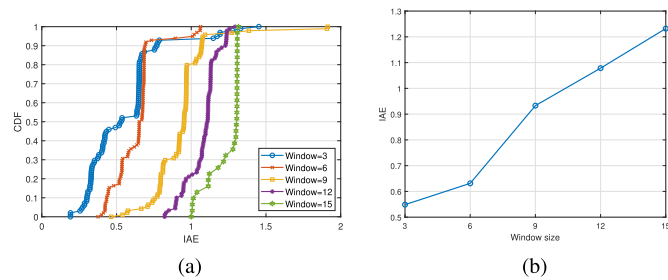 1
0.9
0.8
0.7
0.6
0.5
0.4
0.3
0.2
0.1
0
CDF
0 0.5 1 1.5 2
IAE
Window=3
Window=6
Window=9
Window=12
Window=15
(a)
1.3
1.2
1.1
1
0.9
0.8
0.7
0.6
0.5
IAE
3 6 9 12 15
Window size
(b)